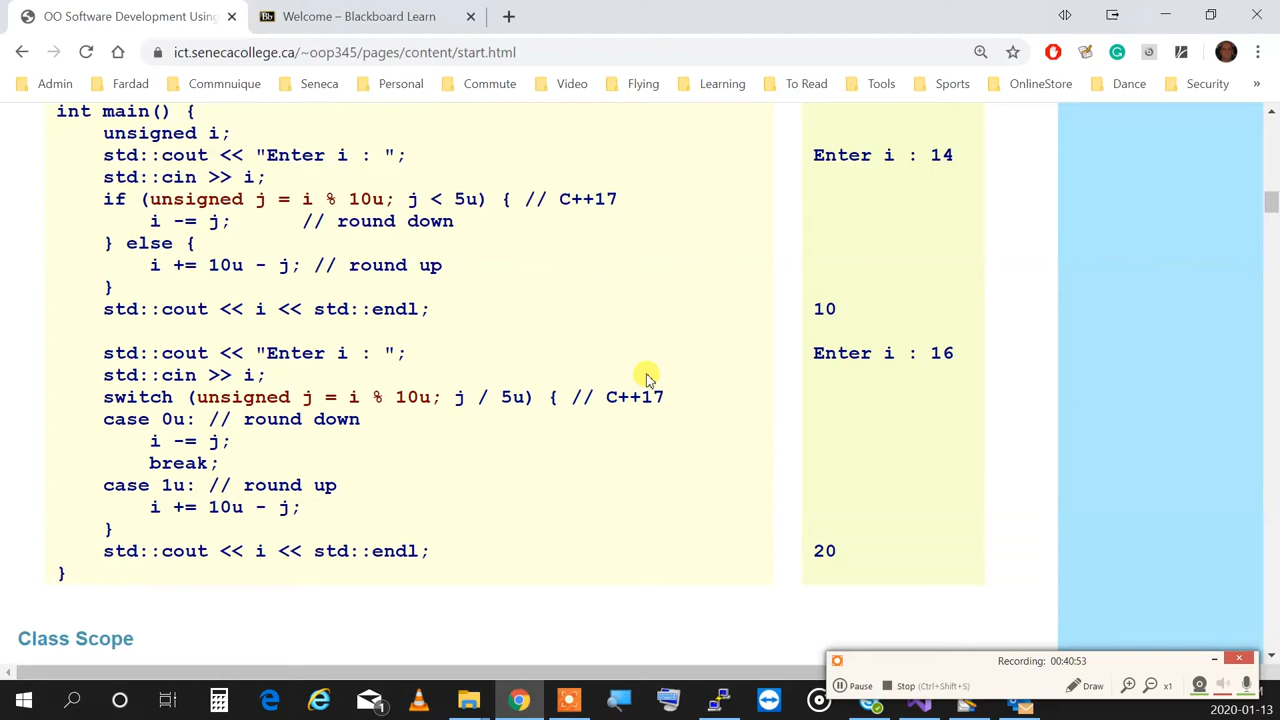 OO Software Development Using
Welcome – Blackboard Learn
ict.senecacollege.ca/~oop345/pages/content/start.html
Admin Fardad Commnuique Seneca Personal Commute Video Flying Learning To Read Tools Sports OnlineStore Dance Security »
int main() {
unsigned i;
std::cout << "Enter i : "; Enter i : 14
std::cin >> i;
if (unsigned j = i % 10u; j < 5u) { // C++17
i -= j; // round down
} else {
i += 10u - j; // round up
}
std::cout << i << std::endl; 10
std::cout << "Enter i : "; Enter i : 16
std::cin >> i;
switch (unsigned j = i % 10u; j / 5u) { // C++17
case 0u: // round down
i -= j;
break;
case 1u: // round up
i += 10u - j;
}
std::cout << i << std::endl; 20
}
Class Scope
Recording: 00:40:53
Pause Stop (Ctrl+Shift+S) Draw x1
2020-01-13